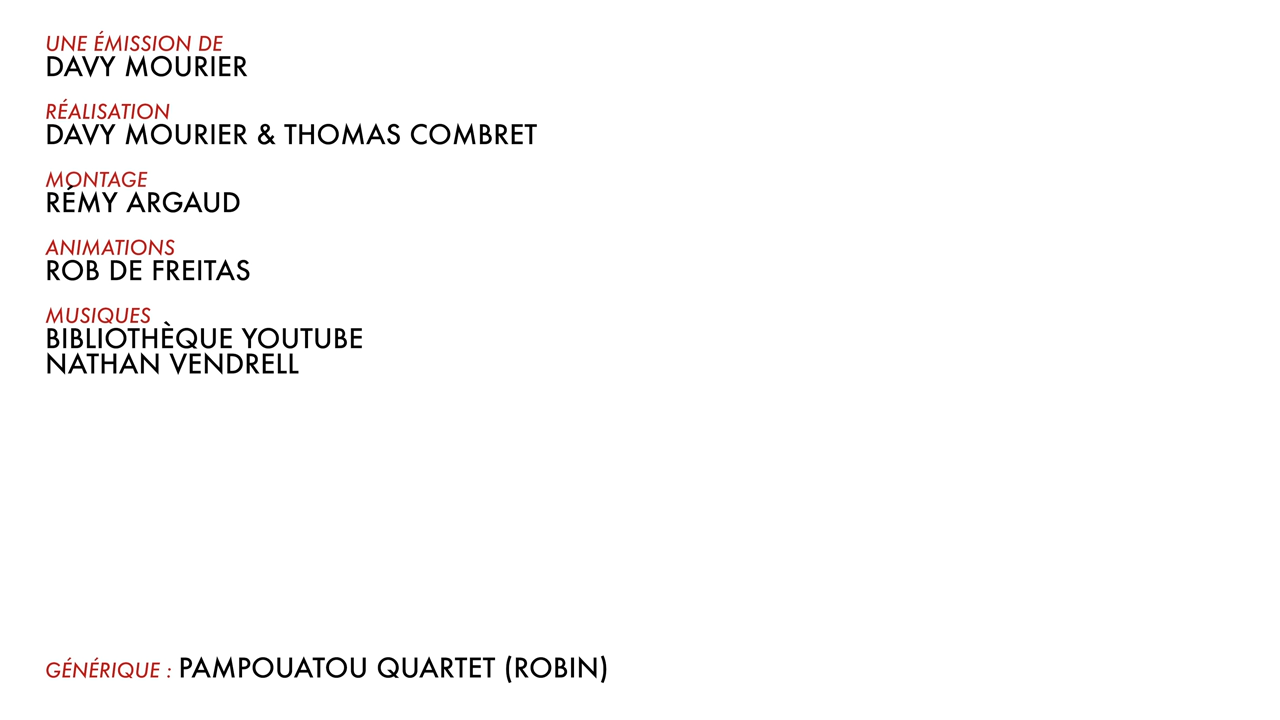 UNE ÉMISSION DE
DAVY MOURIER
RÉALISATION
DAVY MOURIER & THOMAS COMBRET
MONTAGE
RÉMY ARGAUD
ANIMATIONS
ROB DE FREITAS
MUSIQUES
BIBLIOTHÈQUE YOUTUBE
NATHAN VENDRELL
GÉNÉRIQUE : PAMPOUATOU QUARTET (ROBIN)